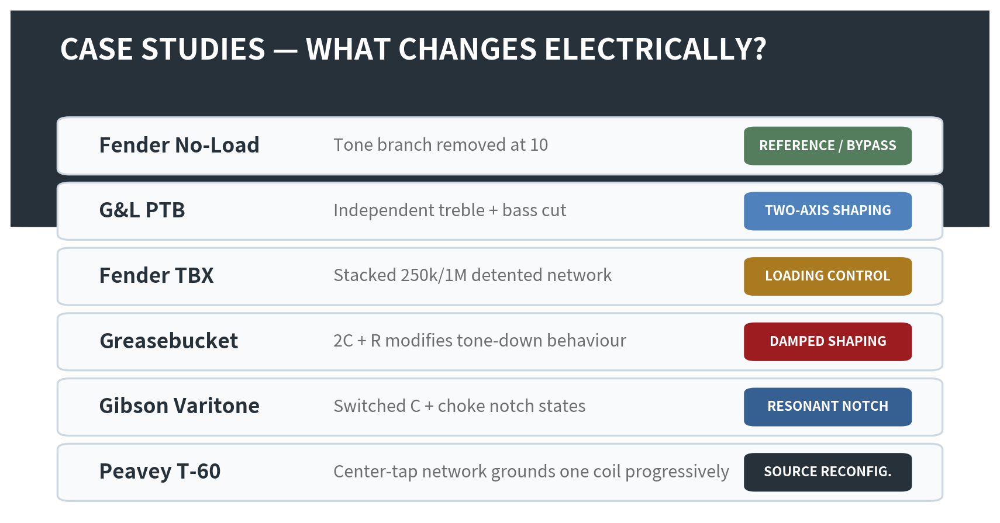 CASE STUDIES — WHAT CHANGES ELECTRICALLY?
Fender No-Load
Tone branch removed at 10
REFERENCE / BYPASS
G&L PTB
Independent treble + bass cut
TWO-AXIS SHAPING
Fender TBX
Stacked 250k/1M detented network
LOADING CONTROL
Greasebucket
2C + R modifies tone-down behaviour
DAMPED SHAPING
Gibson Varitone
Switched C + choke notch states
RESONANT NOTCH
Peavey T-60
Center-tap network grounds one coil progressively
SOURCE RECONFIG.